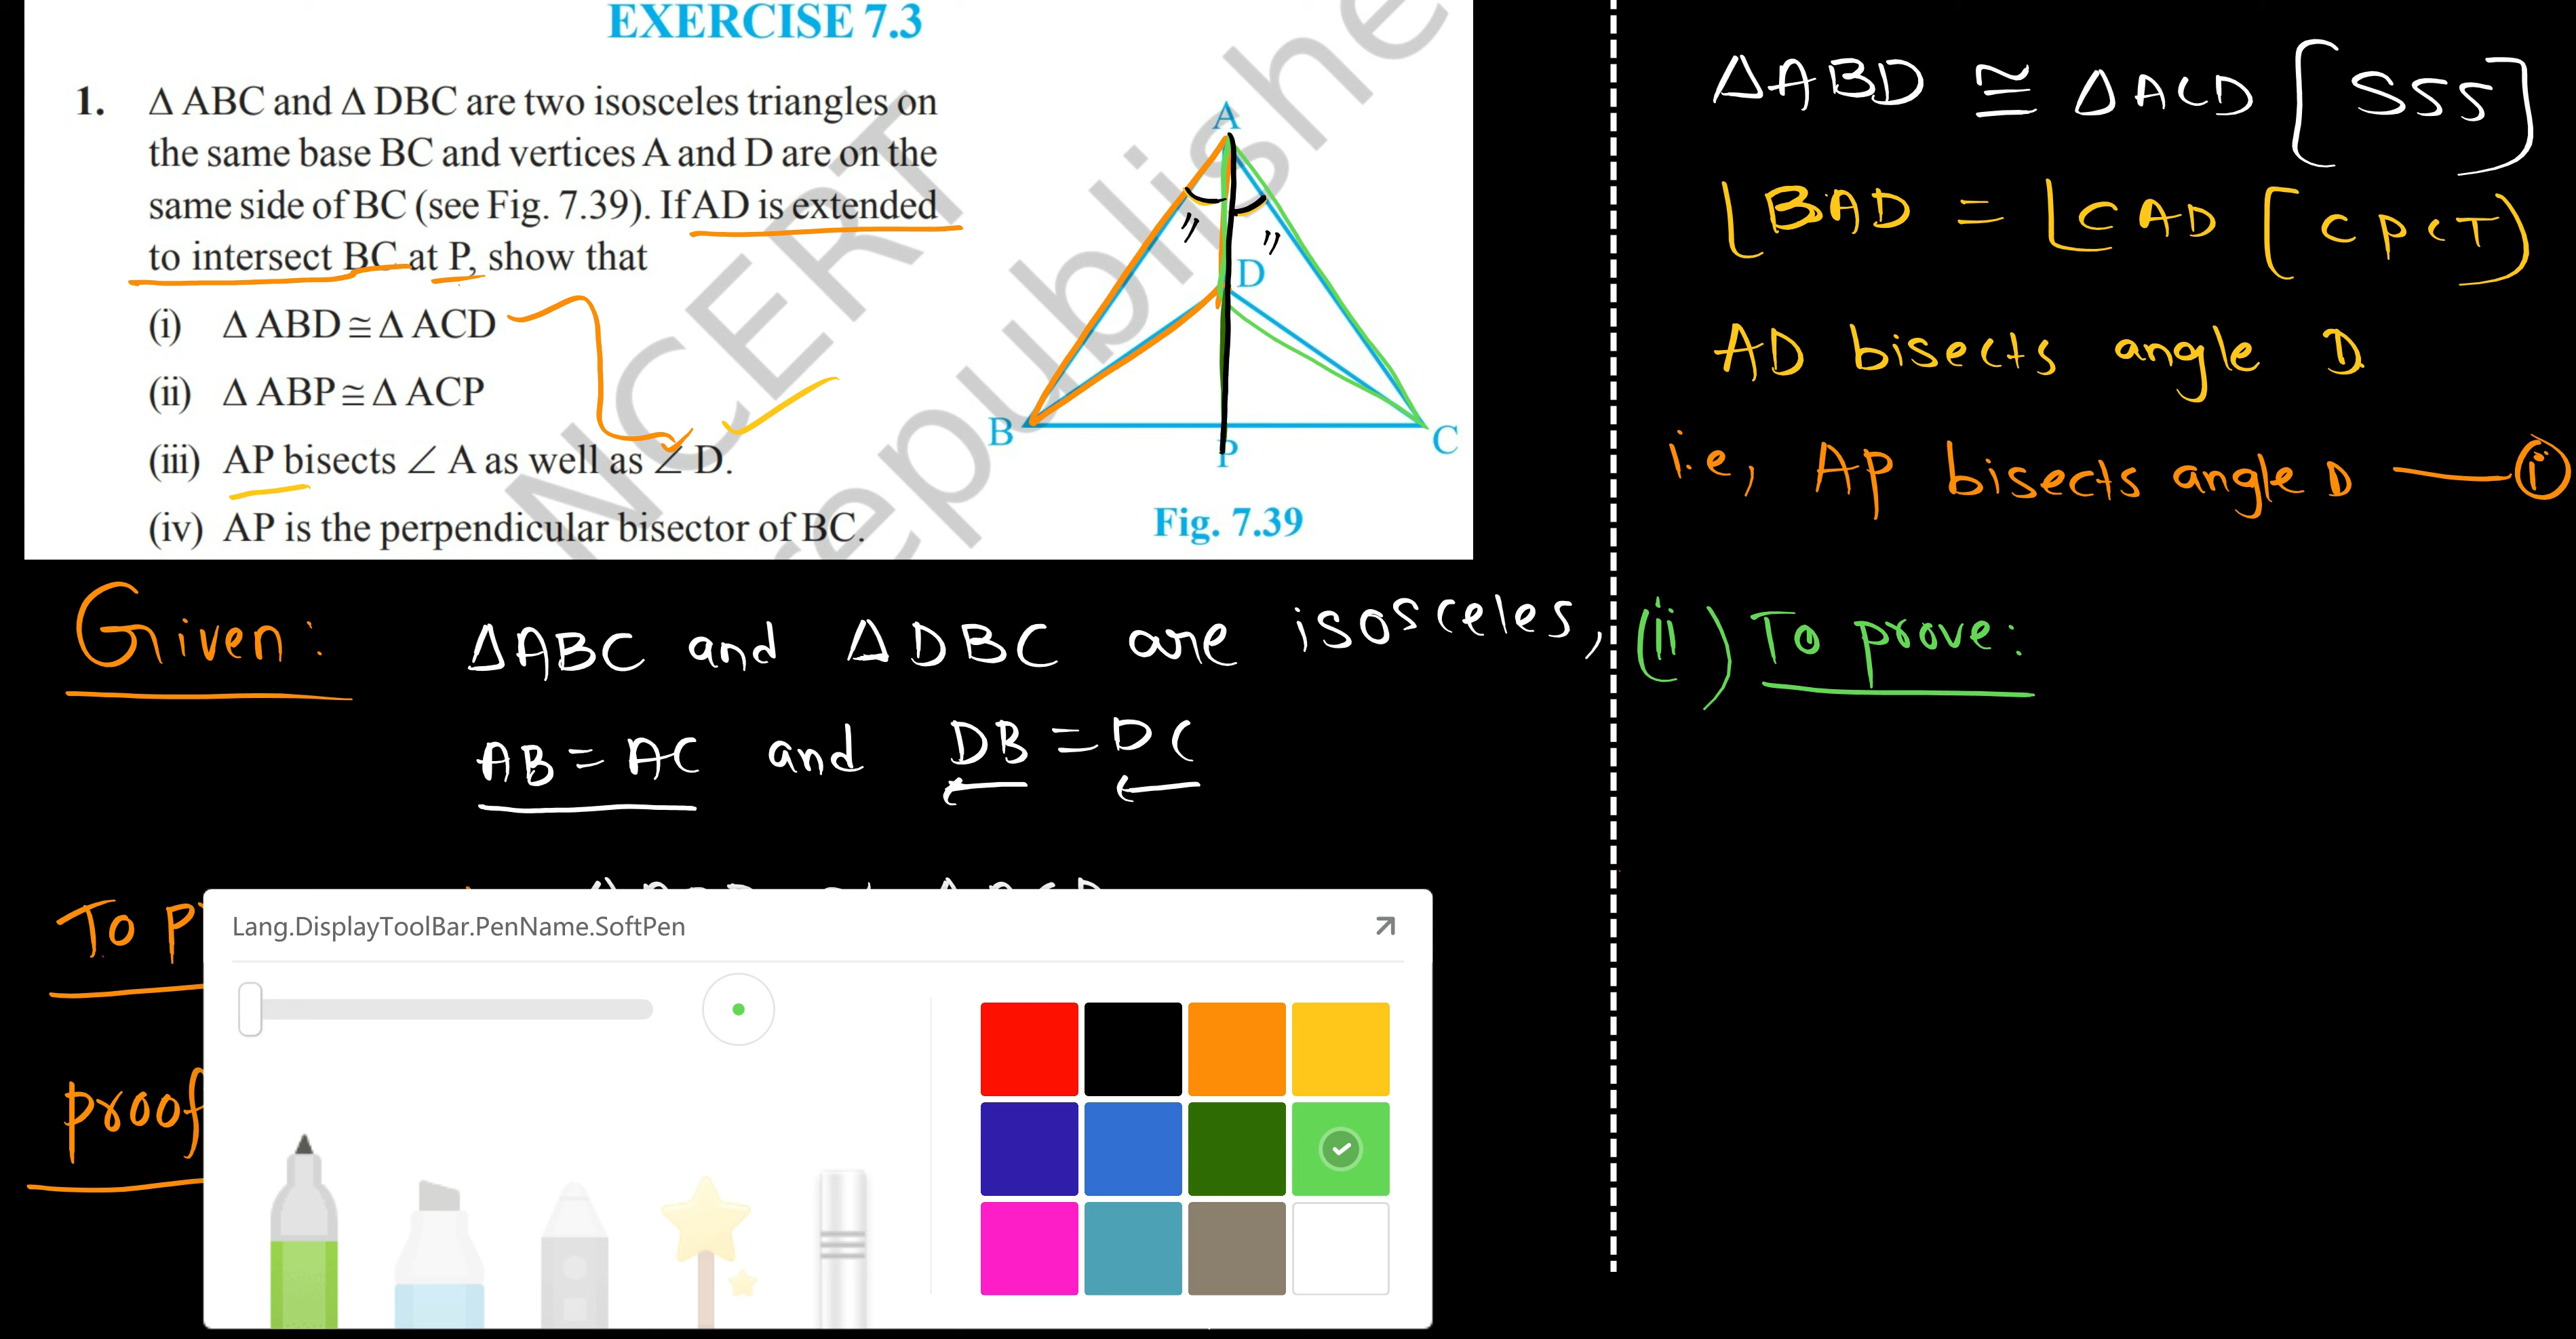 EXERCISE 7.3
1. Δ ABC and Δ DBC are two isosceles triangles on
the same base BC and vertices A and D are on the
same side of BC (see Fig. 7.39). If AD is extended
to intersect BC at P, show that
(i) Δ ABD ≅ Δ ACD
(ii) Δ ABP ≅ Δ ACP
(iii) AP bisects ∠ A as well as ∠ D.
(iv) AP is the perpendicular bisector of BC.
A
D
B
P
C
Fig. 7.39
NCERT
republishe
Given: ΔABC and ΔDBC are isosceles,
AB = AC and DB = DC
To p
proof
Lang.DisplayToolBar.PenName.SoftPen
ΔABD ≅ ΔACD [SSS]
∠BAD = ∠CAD [CPCT)
AD bisects angle D
i.e, AP bisects angle D — (i)
(ii) To prove: